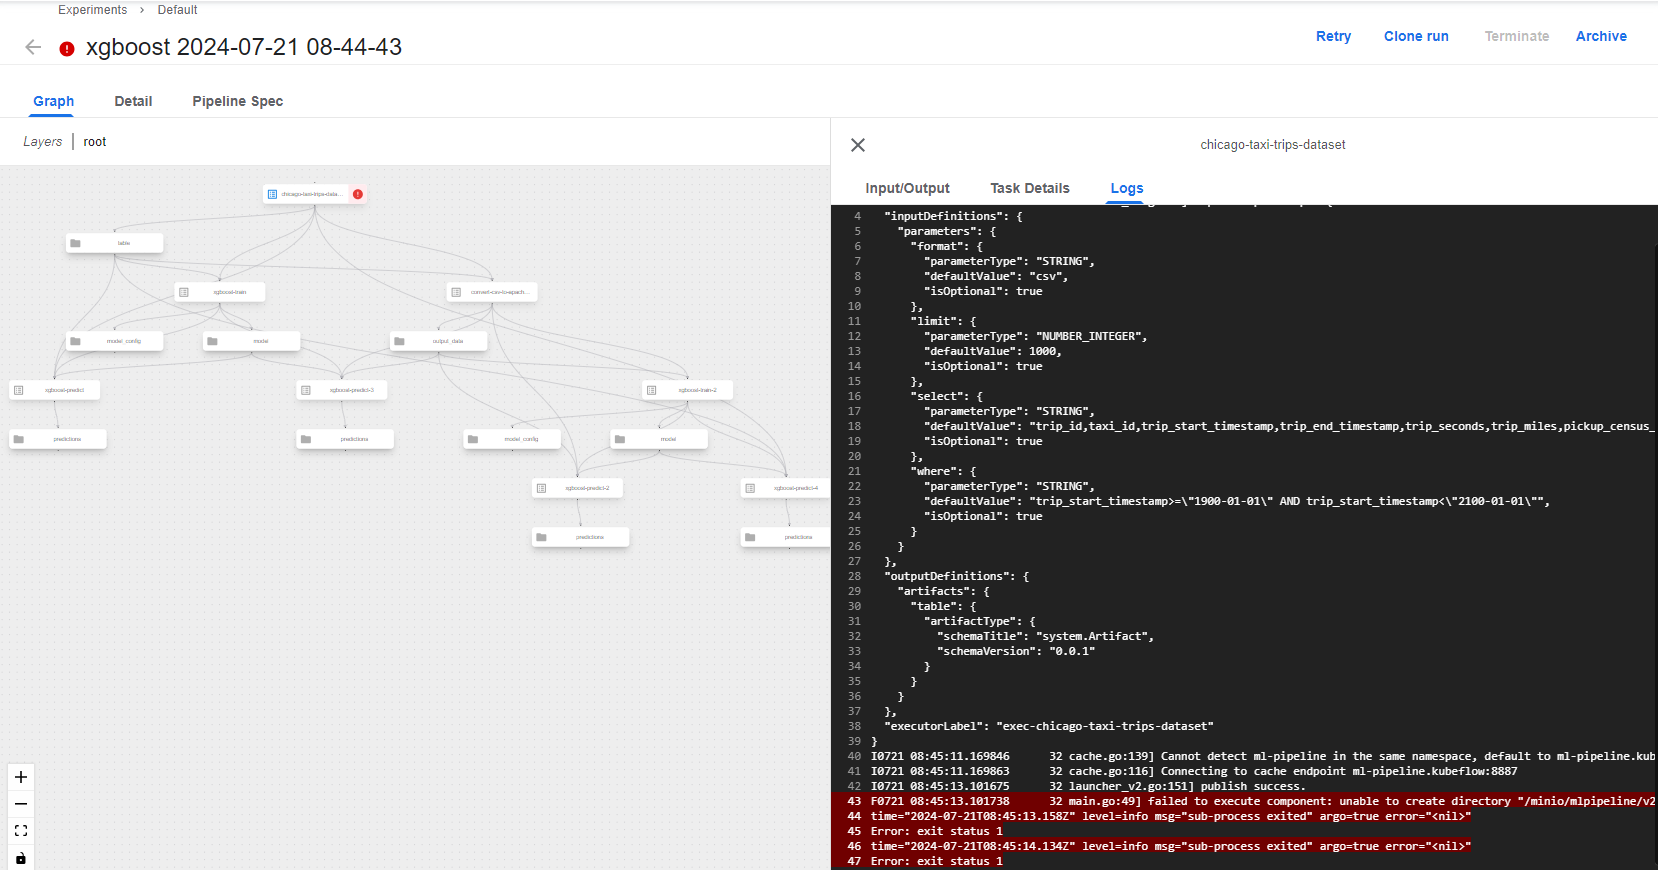 Experiments > Default
xgboost 2024-07-21 08-44-43
Retry Clone run Terminate Archive
Graph Detail Pipeline Spec
Layers root
chicago-taxi-trips-data...
table
xgboost-train
convert-csv-to-apach...
model_config
model
output_data
xgboost-predict
xgboost-predict-3
xgboost-train-2
predictions
predictions
model_config
model
xgboost-predict-2
xgboost-predict-4
predictions
predictions
chicago-taxi-trips-dataset
Input/Output Task Details Logs
4 "inputDefinitions": {
5 "parameters": {
6 "format": {
7 "parameterType": "STRING",
8 "defaultValue": "csv",
9 "isOptional": true
10 },
11 "limit": {
12 "parameterType": "NUMBER_INTEGER",
13 "defaultValue": 1000,
14 "isOptional": true
15 },
16 "select": {
17 "parameterType": "STRING",
18 "defaultValue": "trip_id,taxi_id,trip_start_timestamp,trip_end_timestamp,trip_seconds,trip_miles,pickup_census_
19 "isOptional": true
20 },
21 "where": {
22 "parameterType": "STRING",
23 "defaultValue": "trip_start_timestamp>=\"1900-01-01\" AND trip_start_timestamp<\"2100-01-01\"",
24 "isOptional": true
25 }
26 }
27 },
28 "outputDefinitions": {
29 "artifacts": {
30 "table": {
31 "artifactType": {
32 "schemaTitle": "system.Artifact",
33 "schemaVersion": "0.0.1"
34 }
35 }
36 }
37 },
38 "executorLabel": "exec-chicago-taxi-trips-dataset"
39 }
40 I0721 08:45:11.169846 32 cache.go:139] Cannot detect ml-pipeline in the same namespace, default to ml-pipeline.kub
41 I0721 08:45:11.169863 32 cache.go:116] Connecting to cache endpoint ml-pipeline.kubeflow:8887
42 I0721 08:45:13.101675 32 launcher_v2.go:151] publish success.
43 F0721 08:45:13.101738 32 main.go:49] failed to execute component: unable to create directory "/minio/mlpipeline/v2
44 time="2024-07-21T08:45:13.158Z" level=info msg="sub-process exited" argo=true error="<nil>"
45 Error: exit status 1
46 time="2024-07-21T08:45:14.134Z" level=info msg="sub-process exited" argo=true error="<nil>"
47 Error: exit status 1